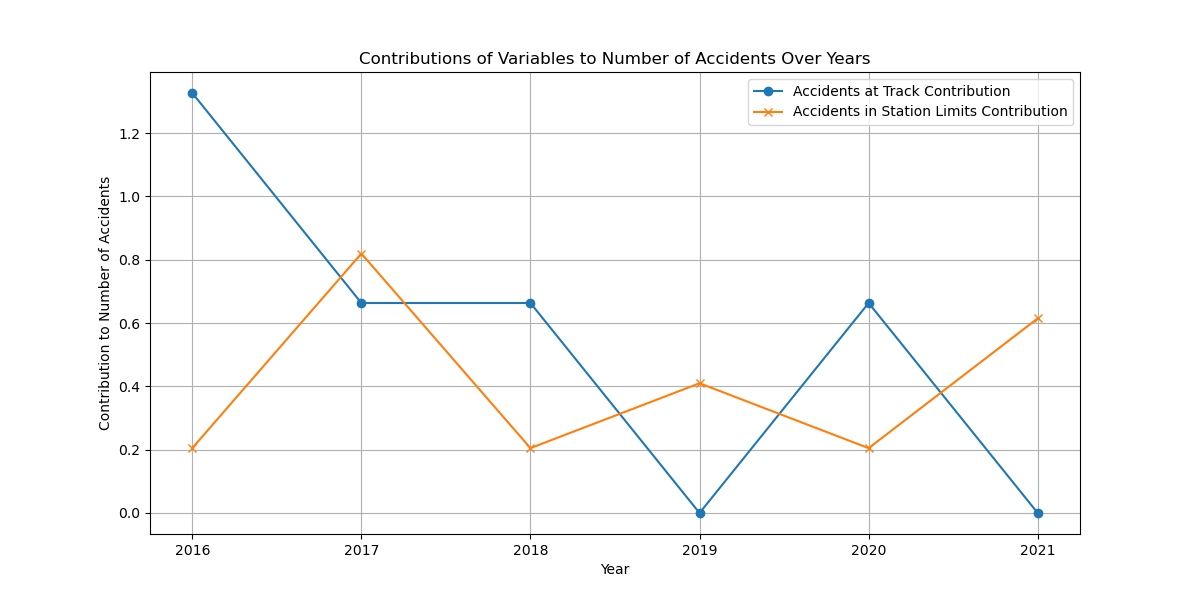 Contributions of Variables to Number of Accidents Over Years
Accidents at Track Contribution
Accidents in Station Limits Contribution
Contribution to Number of Accidents
1.2
1.0
0.8
0.6
0.4
0.2
0.0
2016 2017 2018 2019 2020 2021
Year